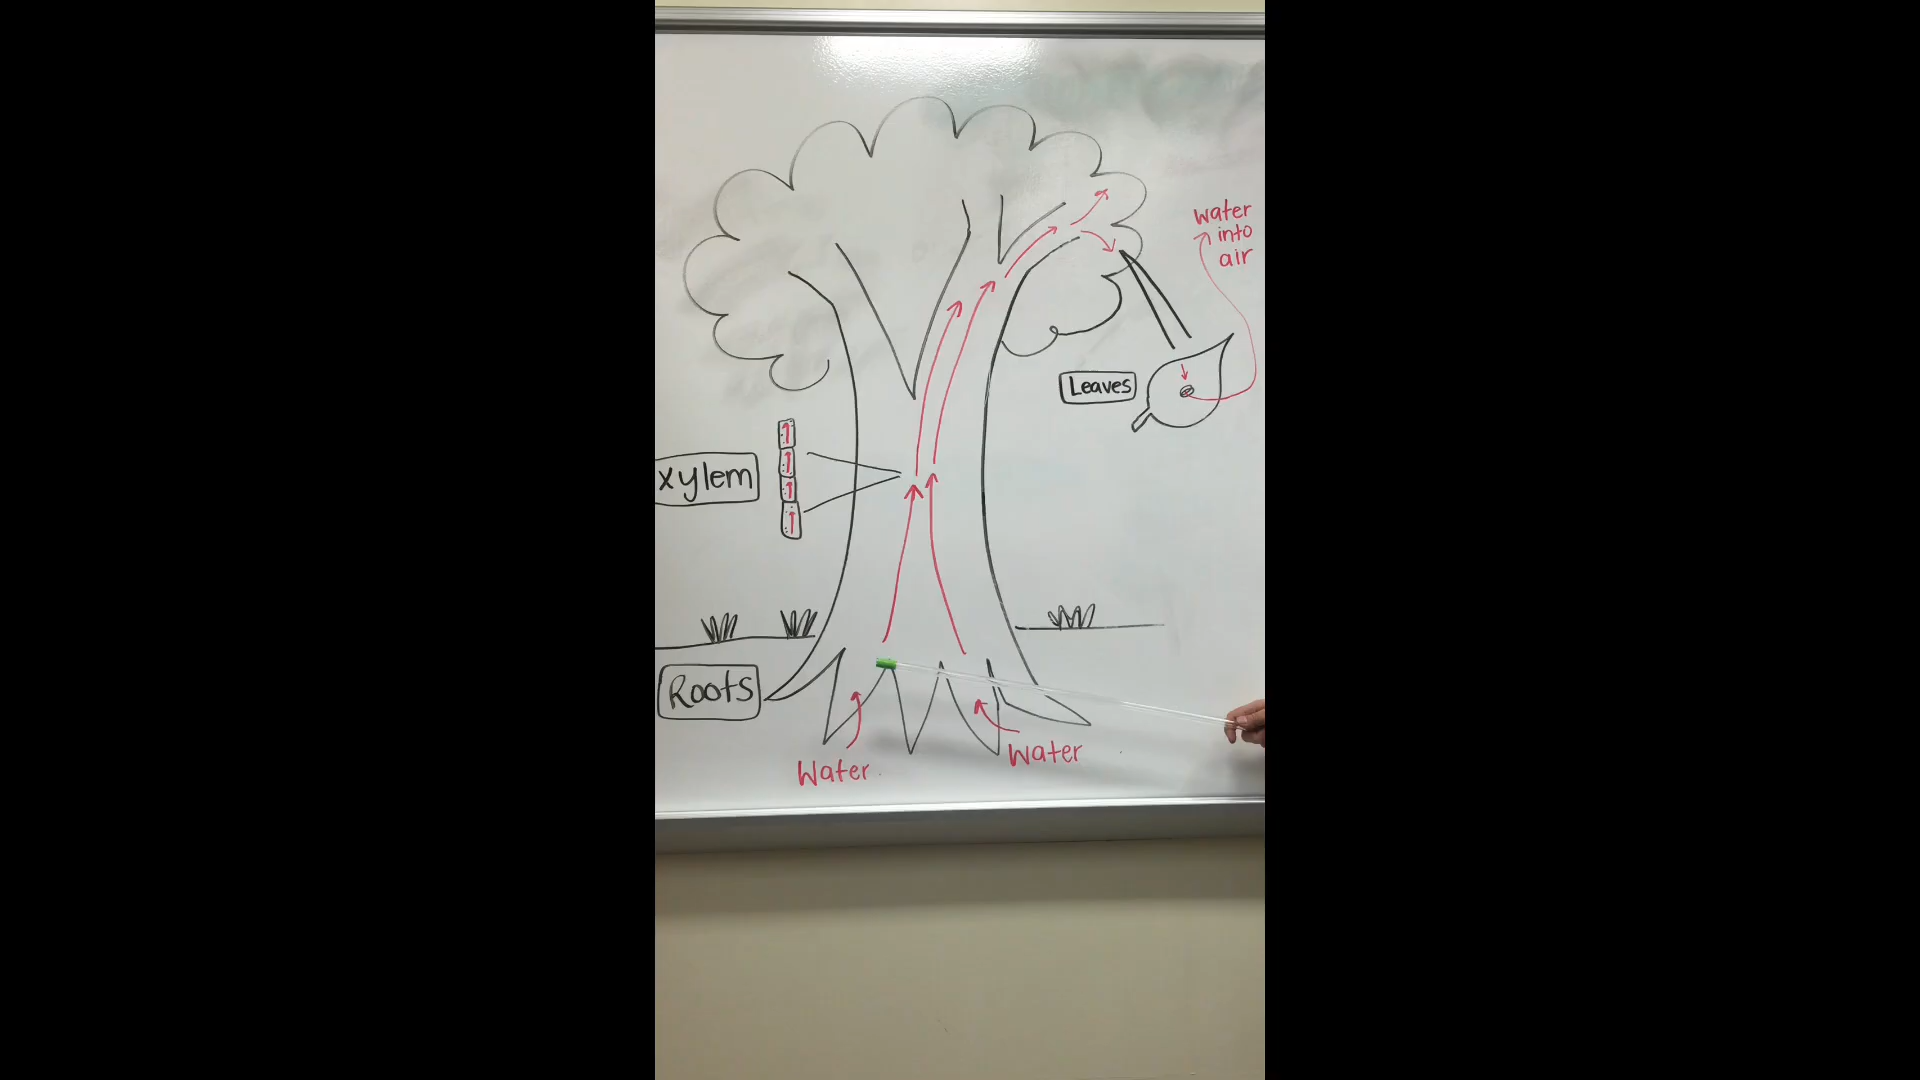 Water
into
air
Leaves
xylem
Roots
Water
Water